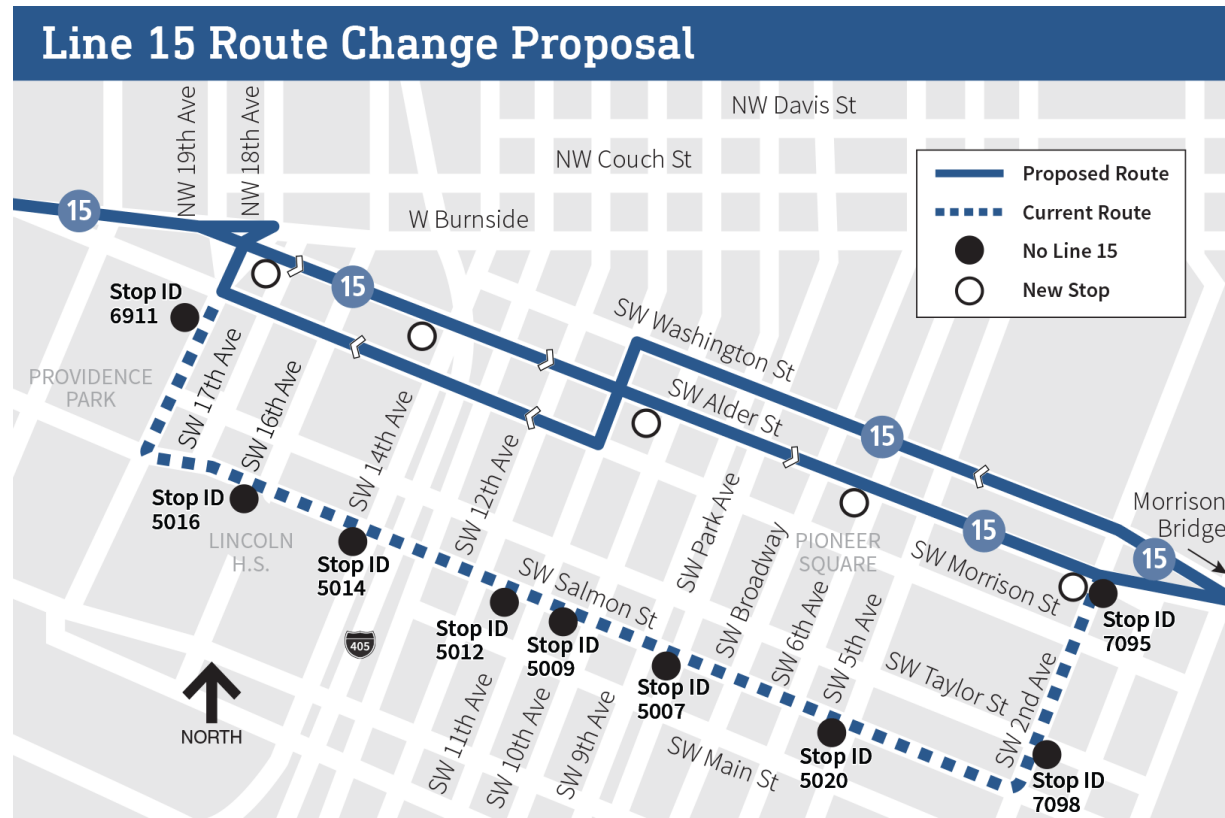 Line 15 Route Change Proposal
NW 19th Ave
NW 18th Ave
NW Davis St
NW Couch St
W Burnside
Proposed Route
Current Route
No Line 15
New Stop
15
15
Stop ID
6911
PROVIDENCE
PARK
SW 17th Ave
SW 16th Ave
SW 14th Ave
SW 12th Ave
SW Washington St
SW Alder St
15
15
15
Morrison
Bridge
Stop ID
5016
LINCOLN
H.S.
Stop ID
5014
SW Salmon St
SW Park Ave
SW Broadway
PIONEER
SQUARE
SW Morrison St
SW 6th Ave
SW 5th Ave
Stop ID
7095
Stop ID
5012
Stop ID
5009
405
Stop ID
5007
SW Taylor St
SW 2nd Ave
NORTH
SW 11th Ave
SW 10th Ave
SW 9th Ave
SW Main St
Stop ID
5020
Stop ID
7098